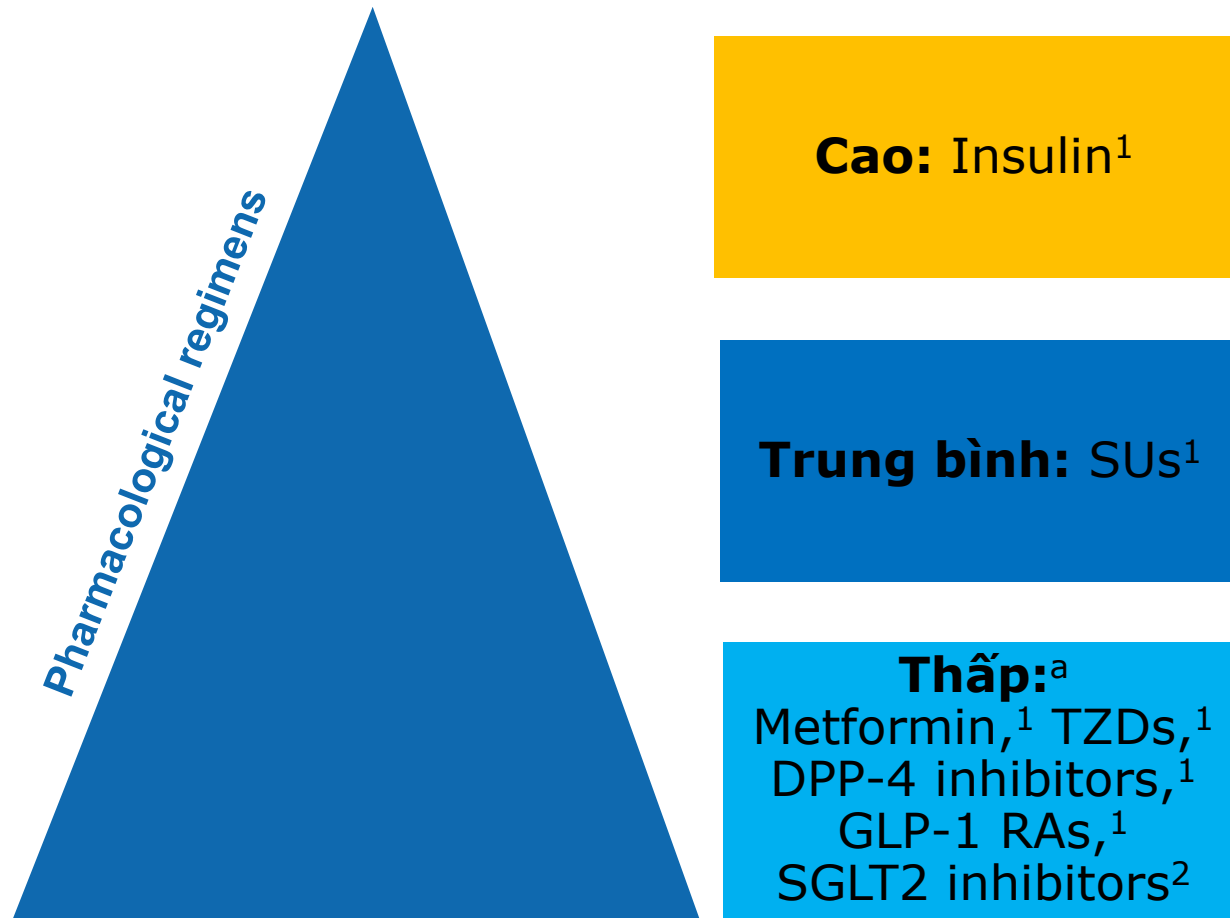 Pharmacological regimens
Cao: Insulin¹
Trung bình: SUs¹
Thấp:ᵃ
Metformin,¹ TZDs,¹
DPP-4 inhibitors,¹
GLP-1 RAs,¹
SGLT2 inhibitors²